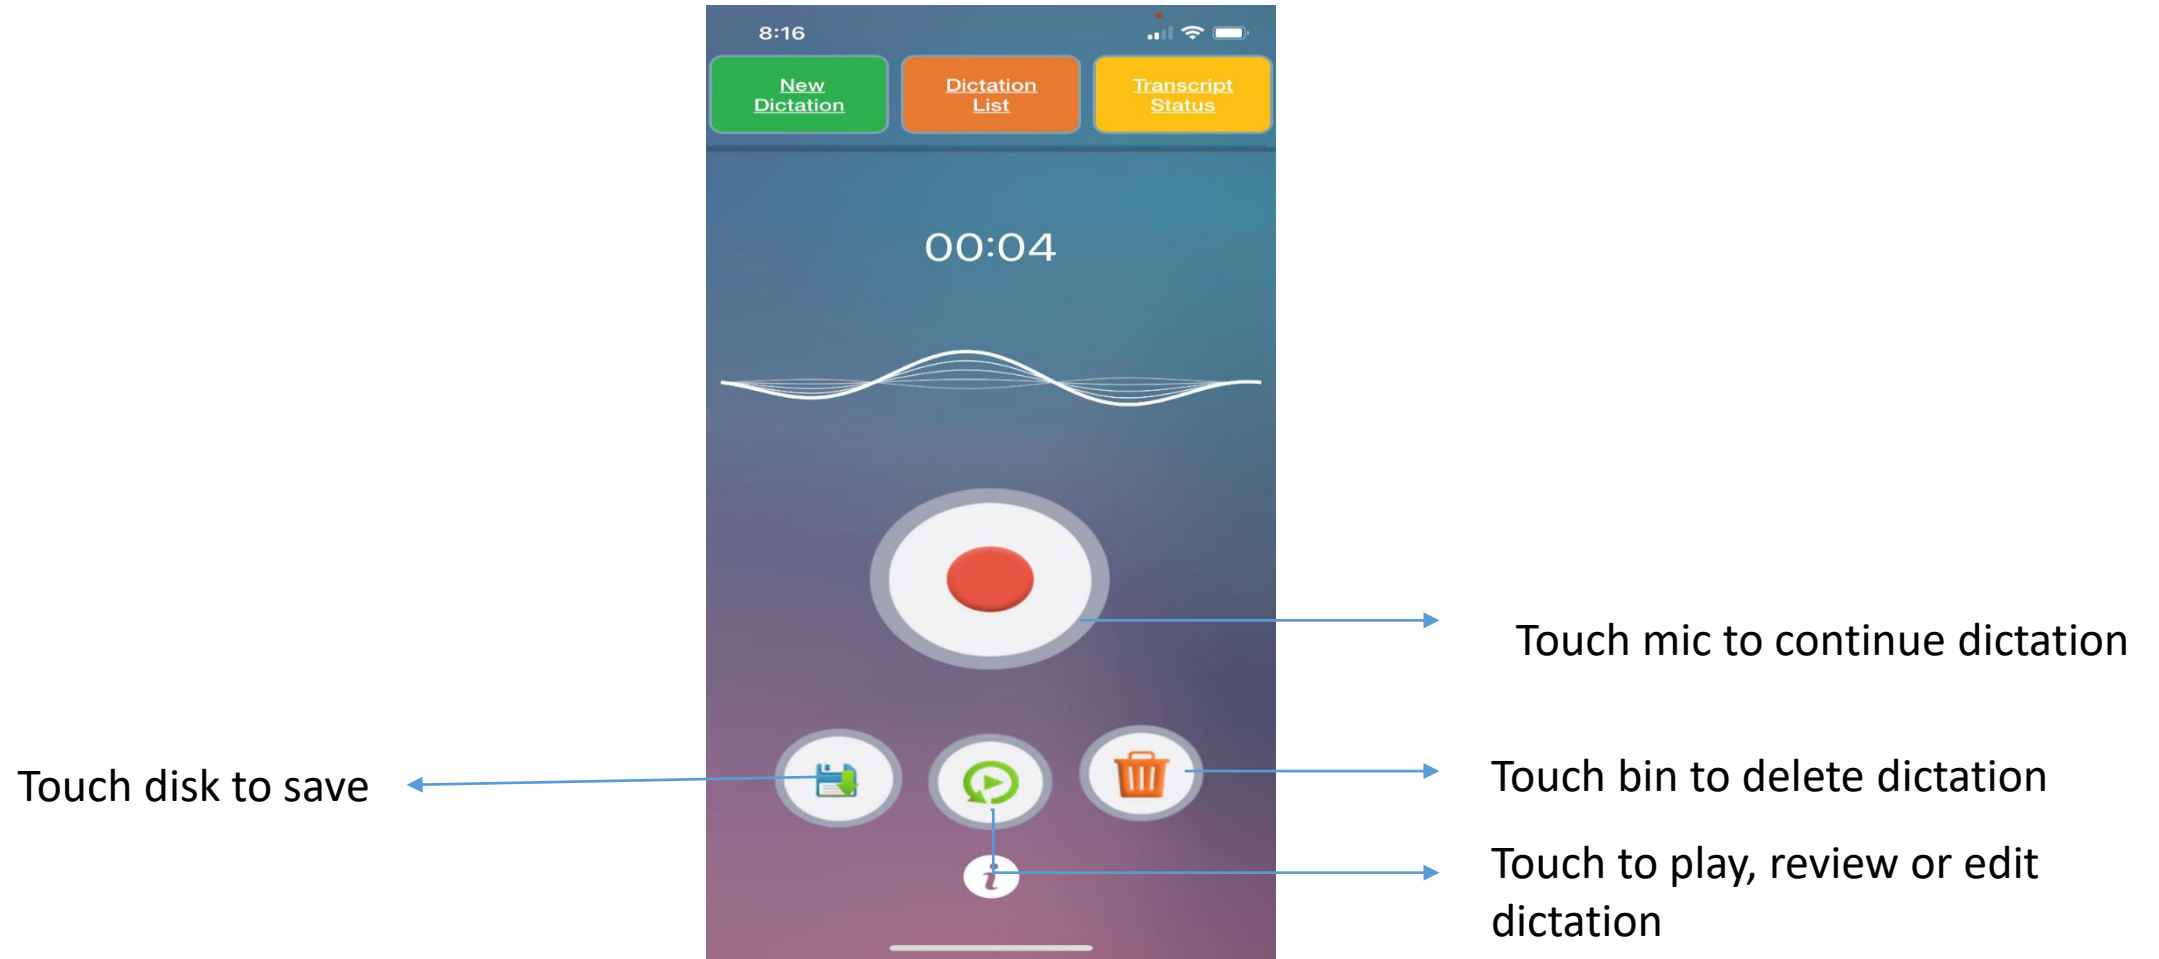 8:16
New
Dictation
Dictation
List
Transcript
Status
00:04
Touch mic to continue dictation
Touch disk to save
Touch bin to delete dictation
i
Touch to play, review or edit
dictation